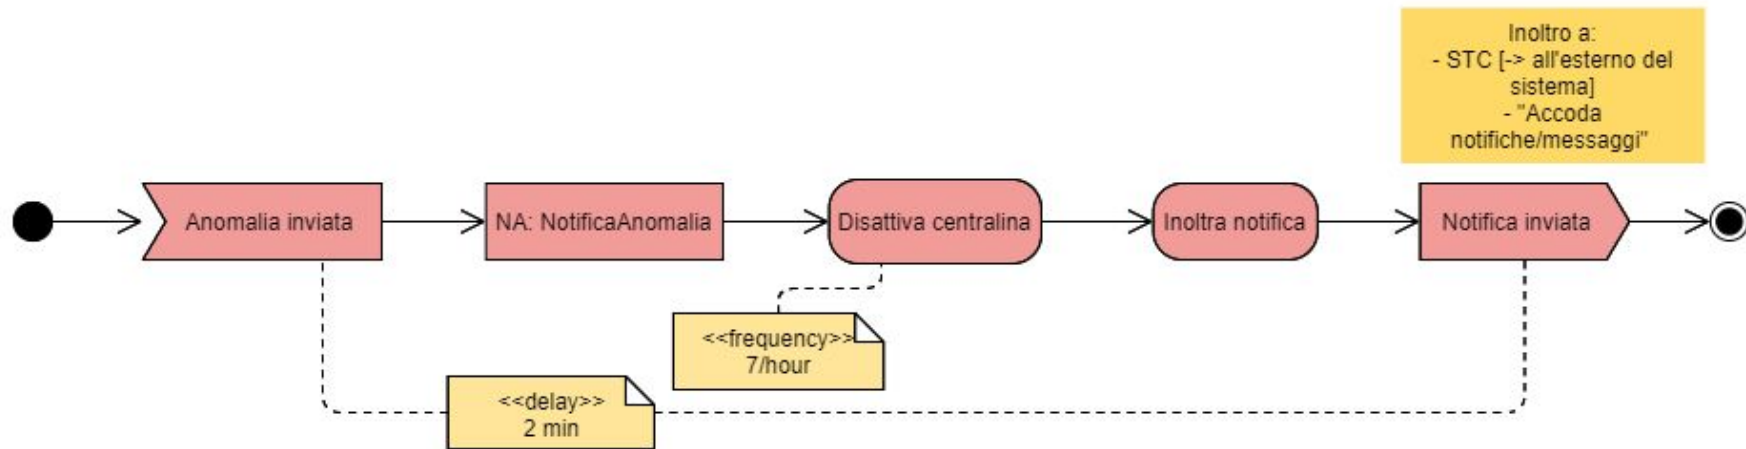 Inoltro a:
- STC [-> all'esterno del
sistema]
- "Accoda
notifiche/messaggi"
Anomalia inviata
NA: NotificaAnomalia
Disattiva centralina
Inoltra notifica
Notifica inviata
<<frequency>>
7/hour
<<delay>>
2 min